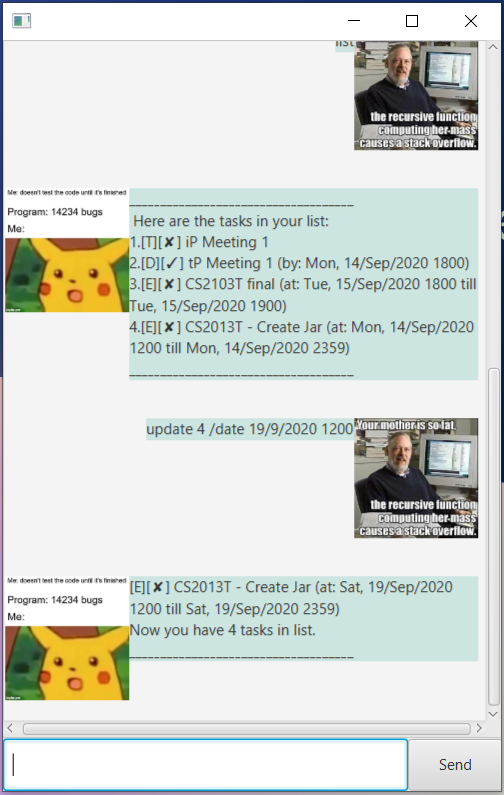 list
the recursive function
computing her mass
causes a stack overflow.
Me: doesn't test the code until it's finished
Program: 14234 bugs
Me:
___________________________________
Here are the tasks in your list:
1.[T][✘] iP Meeting 1
2.[D][✓] tP Meeting 1 (by: Mon, 14/Sep/2020 1800)
3.[E][✘] CS2103T final (at: Tue, 15/Sep/2020 1800 till
Tue, 15/Sep/2020 1900)
4.[E][✘] CS2013T - Create Jar (at: Mon, 14/Sep/2020
1200 till Mon, 14/Sep/2020 2359)
___________________________________
update 4 /date 19/9/2020 1200
Your mother is so fat,
the recursive function
computing her mass
causes a stack overflow.
Me: doesn't test the code until it's finished
Program: 14234 bugs
Me:
[E][✘] CS2013T - Create Jar (at: Sat, 19/Sep/2020
1200 till Sat, 19/Sep/2020 2359)
Now you have 4 tasks in list.
___________________________________
Send